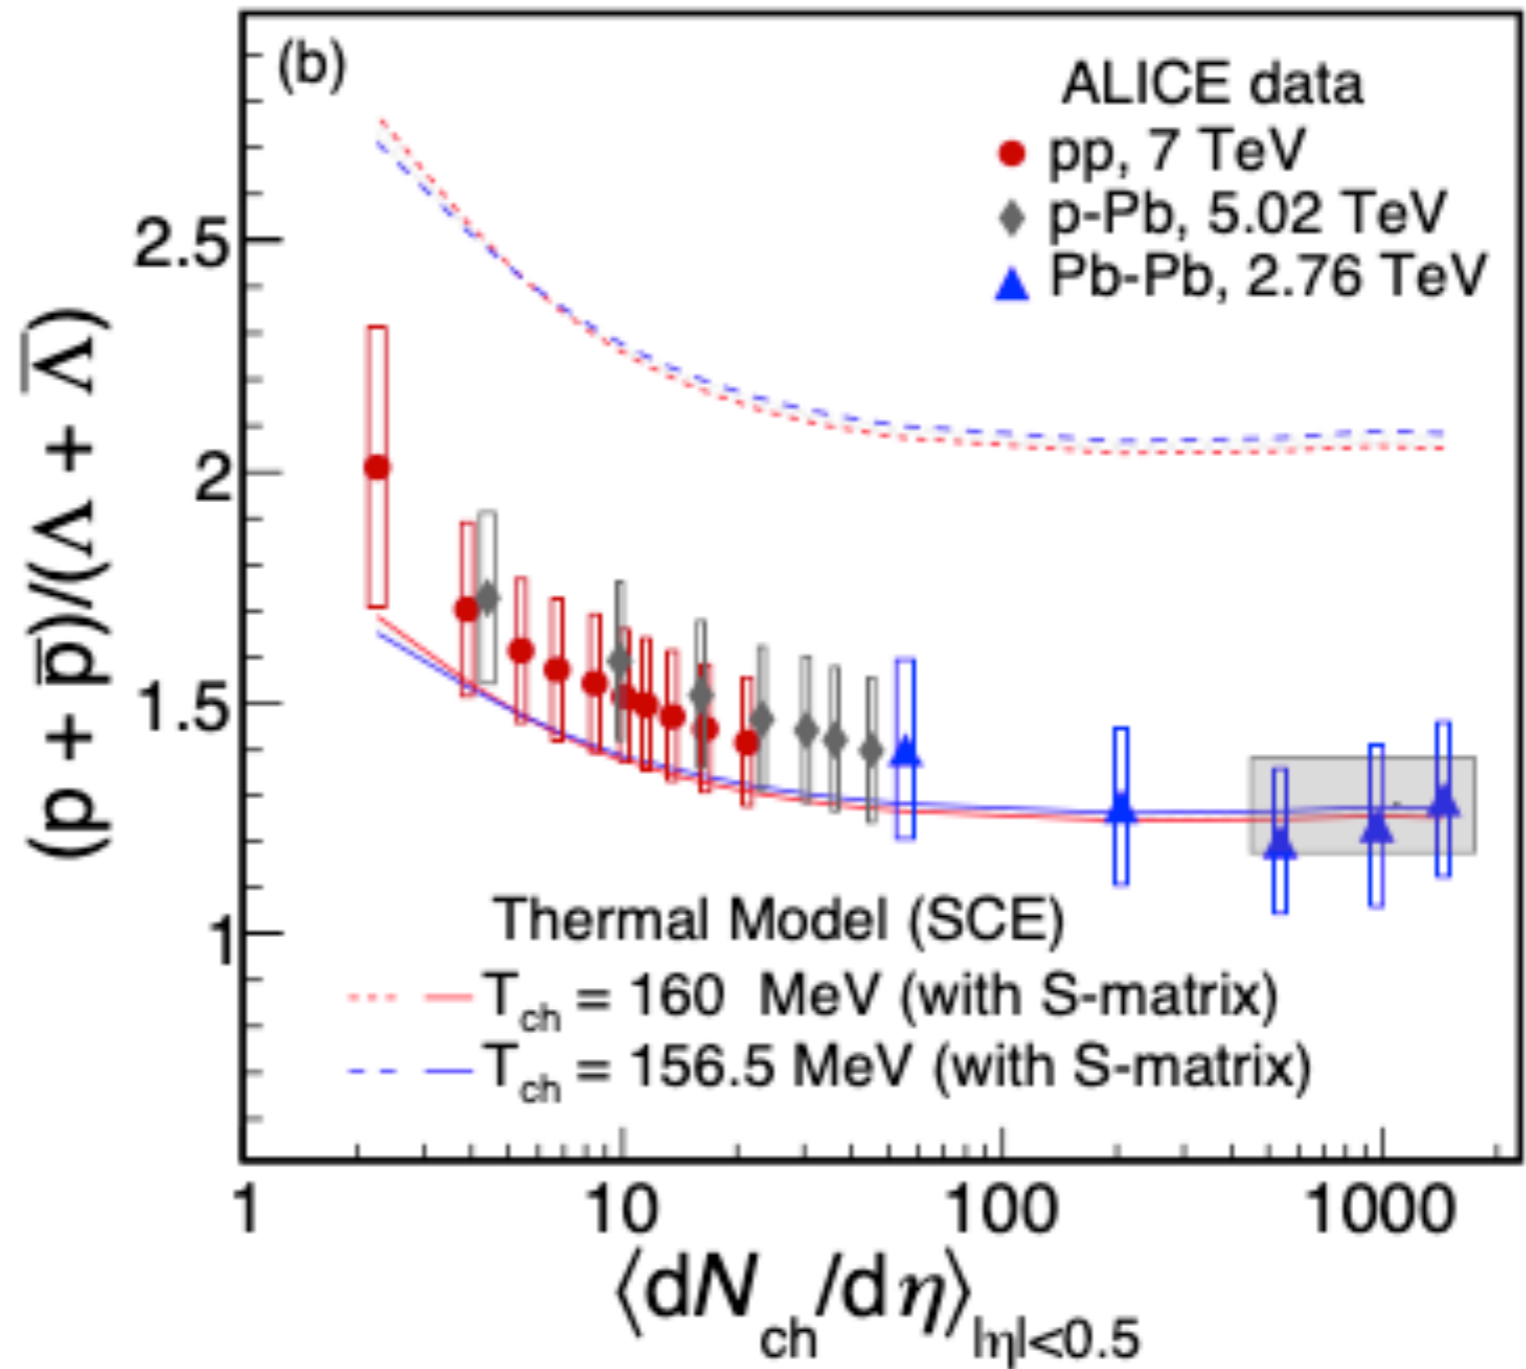 (b)
ALICE data
pp, 7 TeV
p-Pb, 5.02 TeV
Pb-Pb, 2.76 TeV
2.5
2
1.5
1
(p + p̅)/(Λ + Λ̅)
Thermal Model (SCE)
T_ch = 160 MeV (with S-matrix)
T_ch = 156.5 MeV (with S-matrix)
1 10 100 1000
⟨dN_ch/dη⟩_|η|<0.5